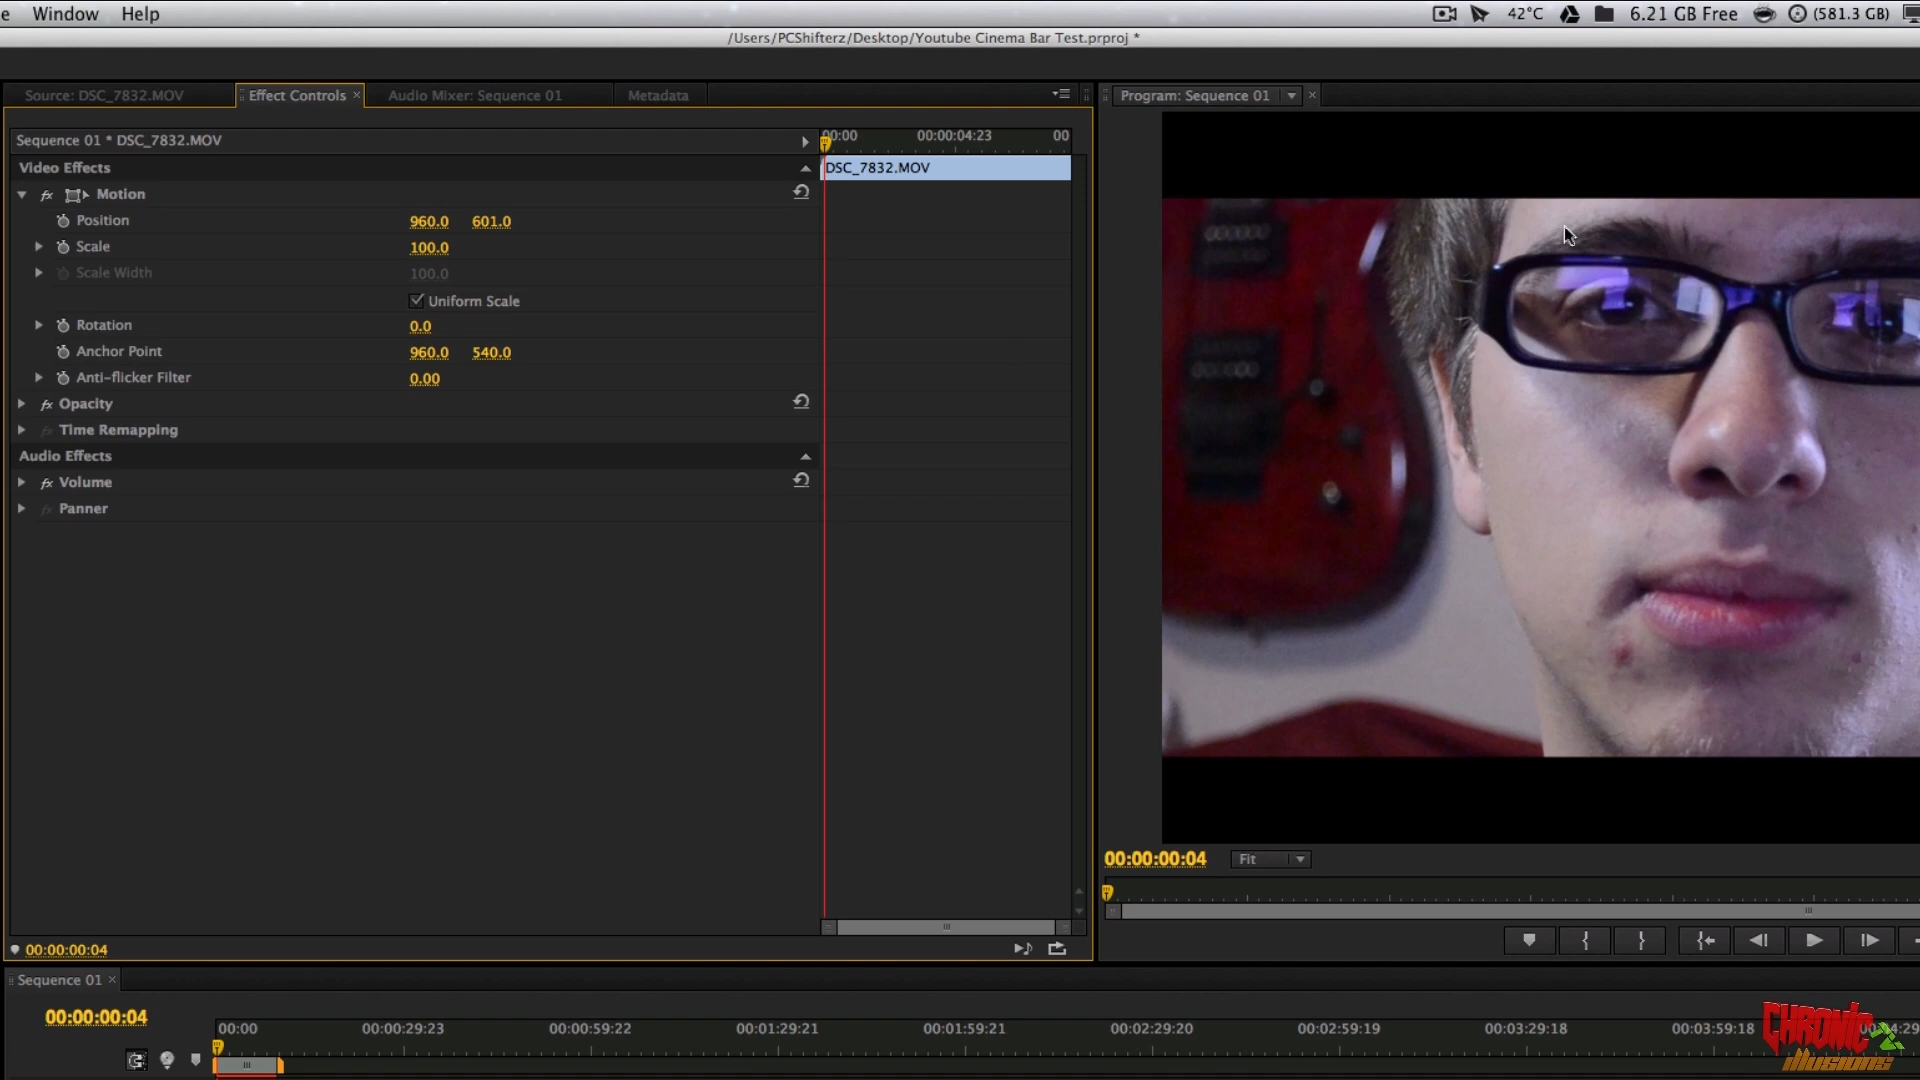 e Window Help 42°C 6.21 GB Free (581.3 GB)
/Users/PCShifterz/Desktop/Youtube Cinema Bar Test.prproj *
Source: DSC_7832.MOV Effect Controls × Audio Mixer: Sequence 01 Metadata Program: Sequence 01 ×
Sequence 01 * DSC_7832.MOV 00:00 00:00:04:23 00
Video Effects DSC_7832.MOV
fx Motion
Position 960.0 601.0
Scale 100.0
Scale Width 100.0
Uniform Scale
Rotation 0.0
Anchor Point 960.0 540.0
Anti-flicker Filter 0.00
fx Opacity
fx Time Remapping
Audio Effects
fx Volume
fx Panner
00:00:00:04 Fit
00:00:00:04
Sequence 01 ×
00:00:00:04
00:00 00:00:29:23 00:00:59:22 00:01:29:21 00:01:59:21 00:02:29:20 00:02:59:19 00:03:29:18 00:03:59:18
CHRONIC
illusions